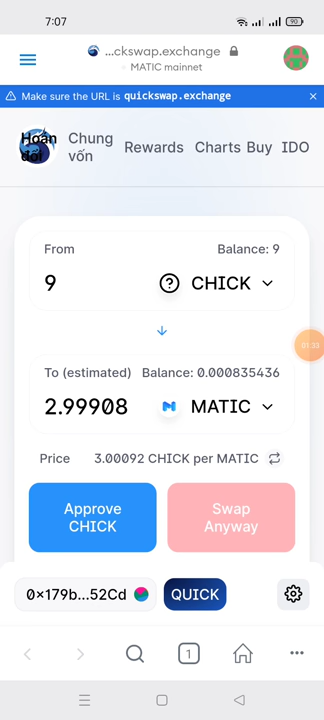 7:07
90
...ckswap.exchange
MATIC mainnet
Make sure the URL is quickswap.exchange ×
Hoán đổi
Chung vốn
Rewards
Charts
Buy
IDO
From
Balance: 9
9
CHICK
01:33
To (estimated)
Balance: 0.000835436
2.99908
MATIC
Price
3.00092 CHICK per MATIC
Approve
CHICK
Swap
Anyway
0×179b...52Cd
QUICK
1